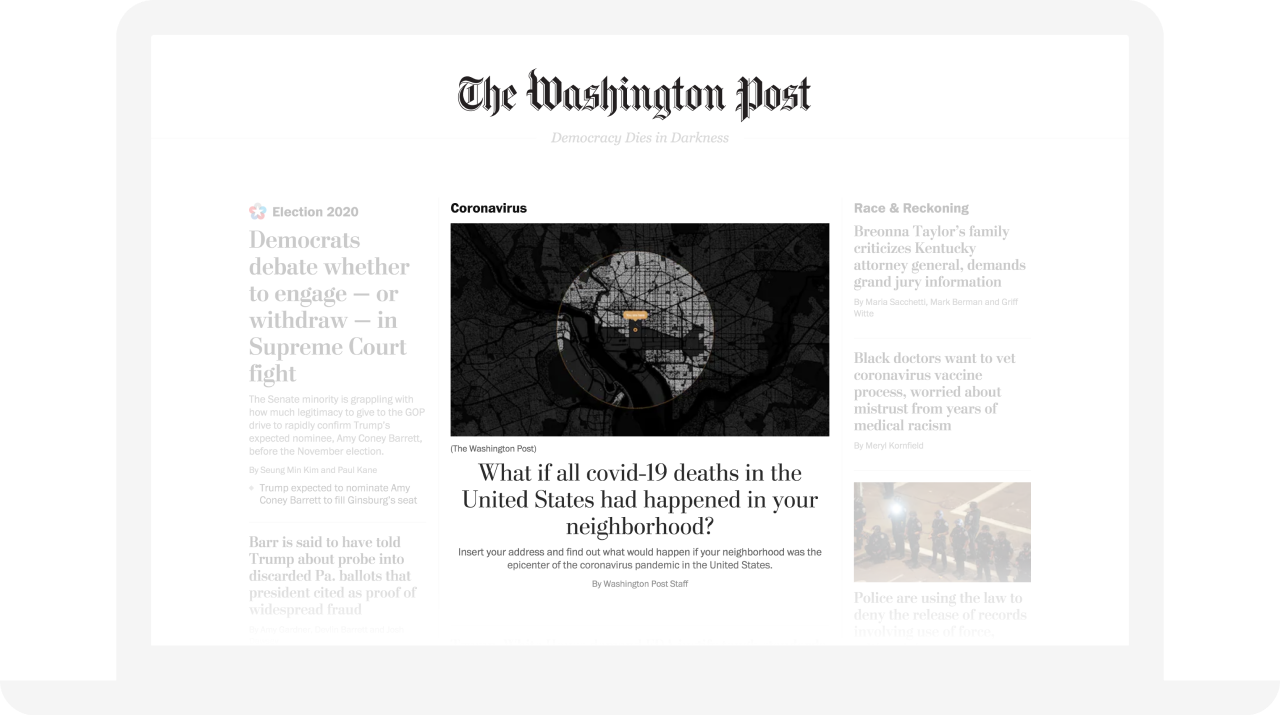 The Washington Post
Democracy Dies in Darkness
Election 2020
Democrats
debate whether
to engage — or
withdraw — in
Supreme Court
fight
The Senate minority is grappling with
how much legitimacy to give to the GOP
drive to rapidly confirm Trump's
expected nominee, Amy Coney Barrett,
before the November election.
By Seung Min Kim and Paul Kane
Trump expected to nominate Amy
Coney Barrett to fill Ginsburg's seat
Barr is said to have told
Trump about probe into
discarded Pa. ballots that
president cited as proof of
widespread fraud
Coronavirus
(The Washington Post)
What if all covid-19 deaths in the
United States had happened in your
neighborhood?
Insert your address and find out what would happen if your neighborhood was the
epicenter of the coronavirus pandemic in the United States.
By Washington Post Staff
Race & Reckoning
Breonna Taylor's family
criticizes Kentucky
attorney general, demands
grand jury information
By Maria Sacchetti, Mark Berman and Griff
Witte
Black doctors want to vet
coronavirus vaccine
process, worried about
mistrust from years of
medical racism
By Meryl Kornfield
Police are using the law to
deny the release of records
involving use of force,